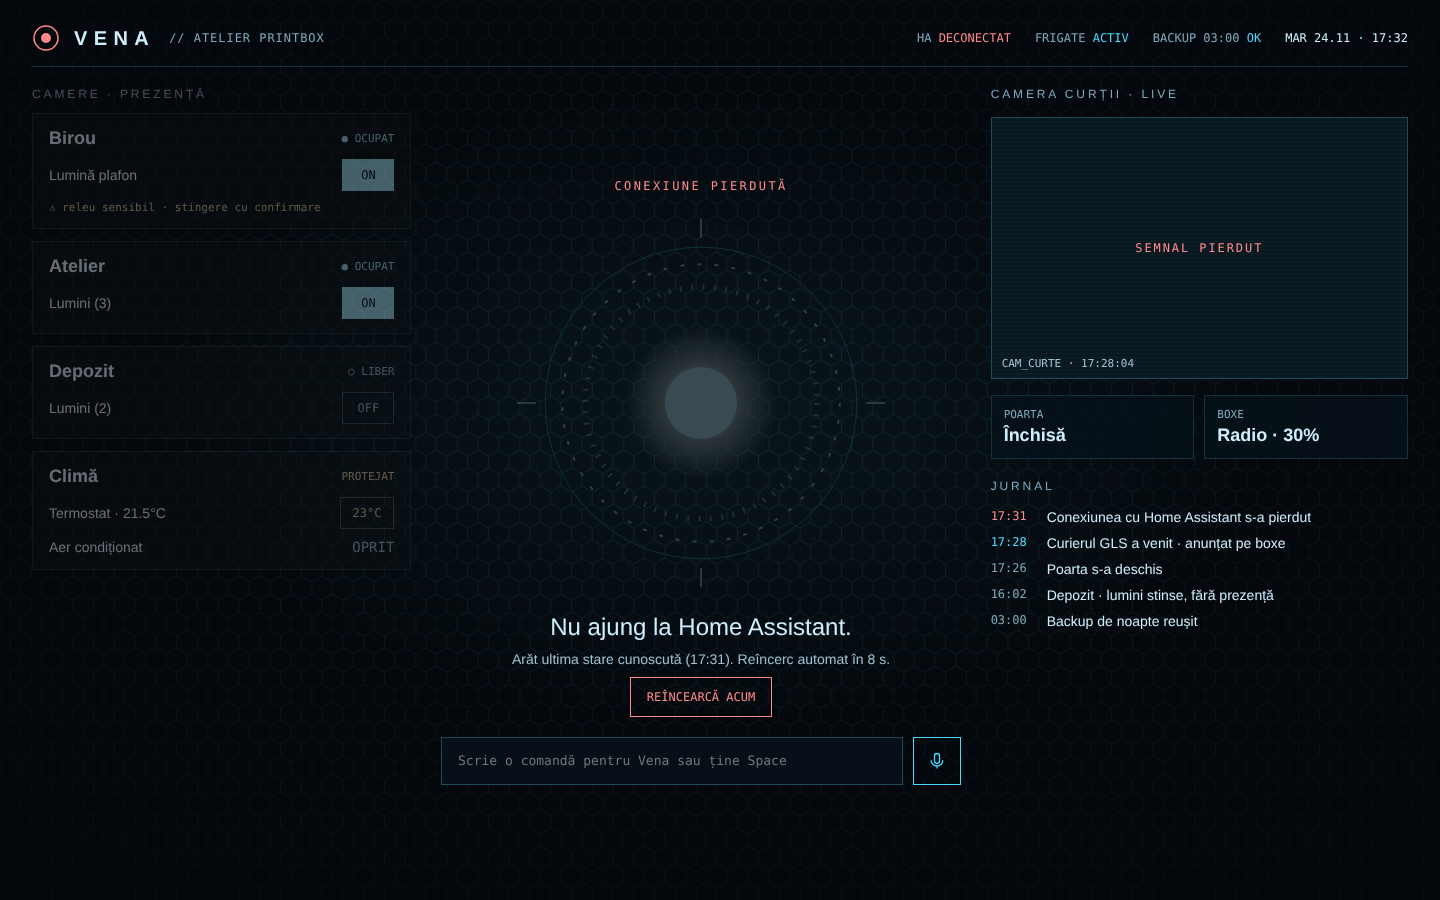 VENA // ATELIER PRINTBOX
HA DECONECTAT FRIGATE ACTIV BACKUP 03:00 OK MAR 24.11 · 17:32
CAMERE · PREZENȚĂ
Birou ● OCUPAT
Lumină plafon ON
⚠ releu sensibil · stingere cu confirmare
Atelier ● OCUPAT
Lumini (3) ON
Depozit ○ LIBER
Lumini (2) OFF
Climă PROTEJAT
Termostat · 21.5°C 23°C
Aer condiționat OPRIT
CONEXIUNE PIERDUTĂ
Nu ajung la Home Assistant.
Arăt ultima stare cunoscută (17:31). Reîncerc automat în 8 s.
REÎNCEARCĂ ACUM
Scrie o comandă pentru Vena sau ține Space
CAMERA CURȚII · LIVE
SEMNAL PIERDUT
CAM_CURTE · 17:28:04
POARTA
Închisă
BOXE
Radio · 30%
JURNAL
17:31 Conexiunea cu Home Assistant s-a pierdut
17:28 Curierul GLS a venit · anunțat pe boxe
17:26 Poarta s-a deschis
16:02 Depozit · lumini stinse, fără prezență
03:00 Backup de noapte reușit